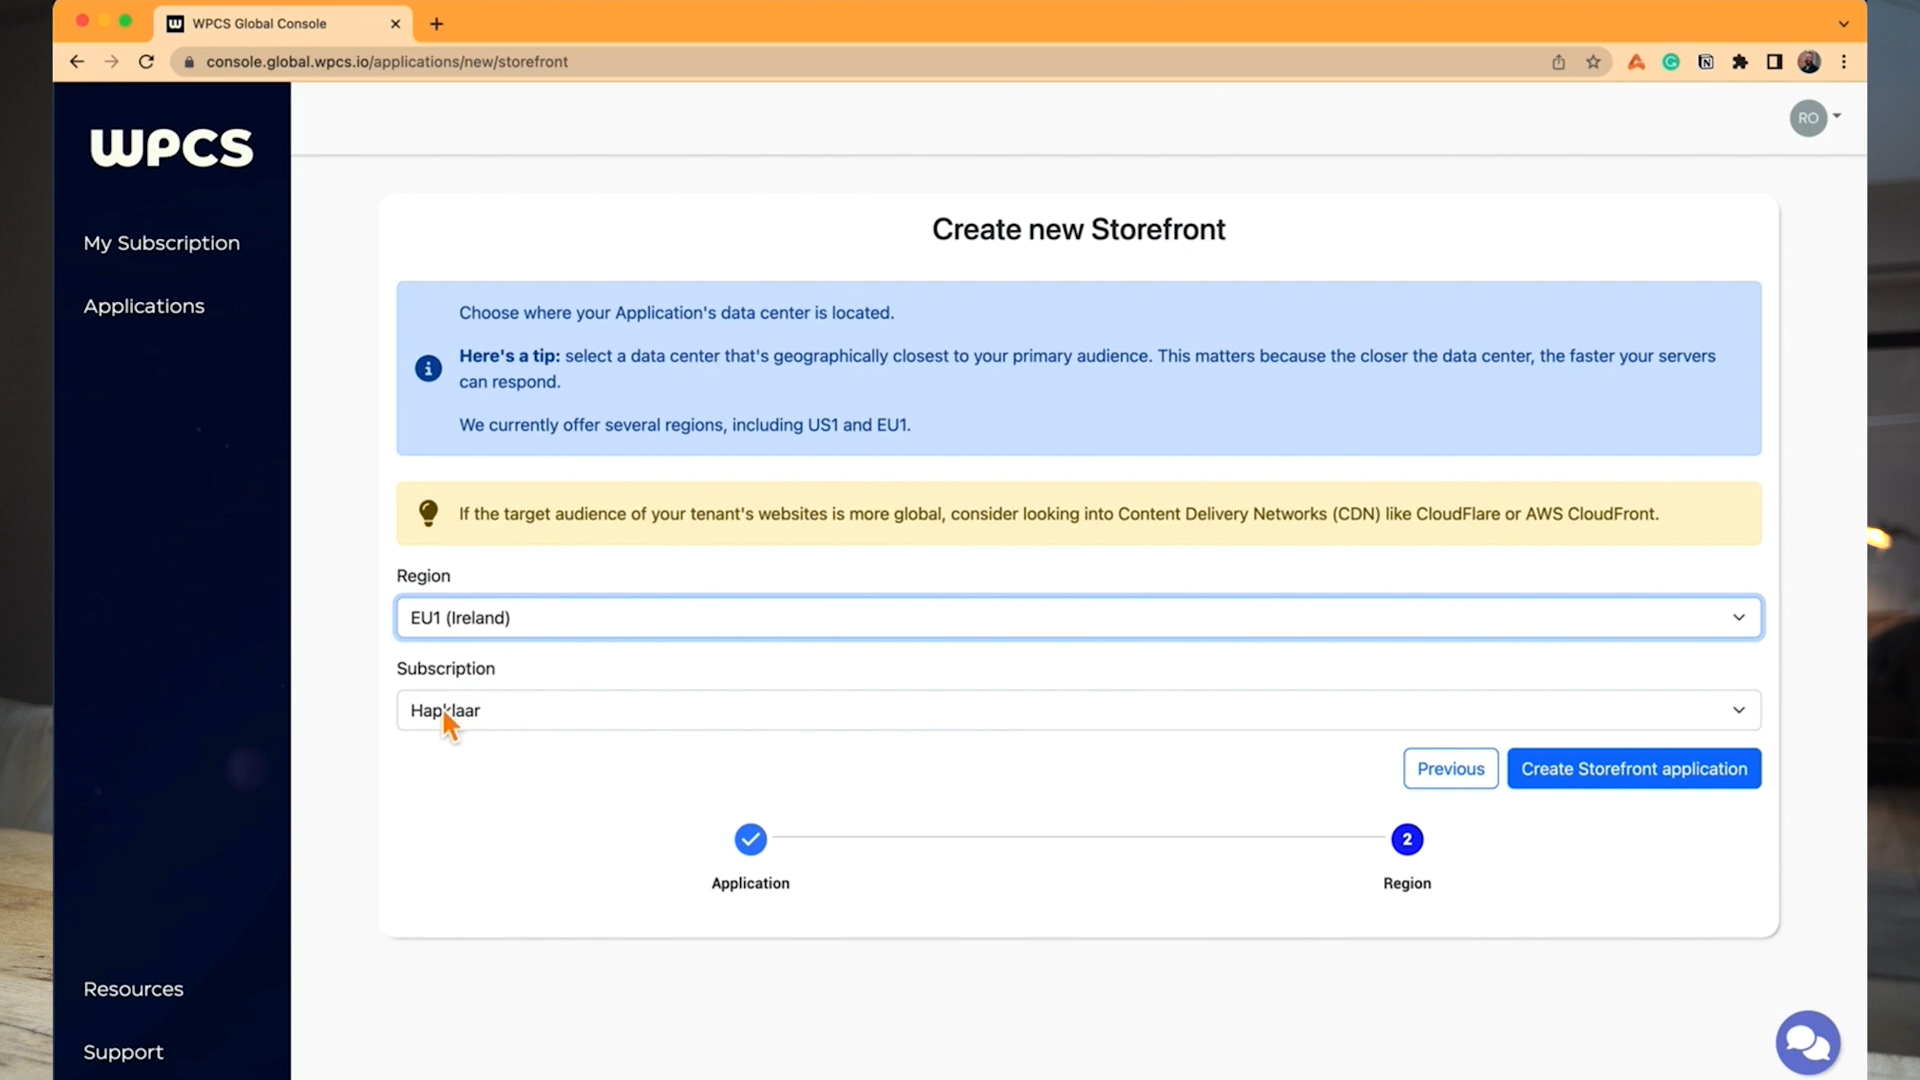 WPCS Global Console
console.global.wpcs.io/applications/new/storefront
WPCS
RO
My Subscription
Applications
Create new Storefront
Choose where your Application's data center is located.
Here's a tip: select a data center that's geographically closest to your primary audience. This matters because the closer the data center, the faster your servers
can respond.
We currently offer several regions, including US1 and EU1.
If the target audience of your tenant's websites is more global, consider looking into Content Delivery Networks (CDN) like CloudFlare or AWS CloudFront.
Region
EU1 (Ireland)
Subscription
Hapklaar
Previous
Create Storefront application
2
Application
Region
Resources
Support